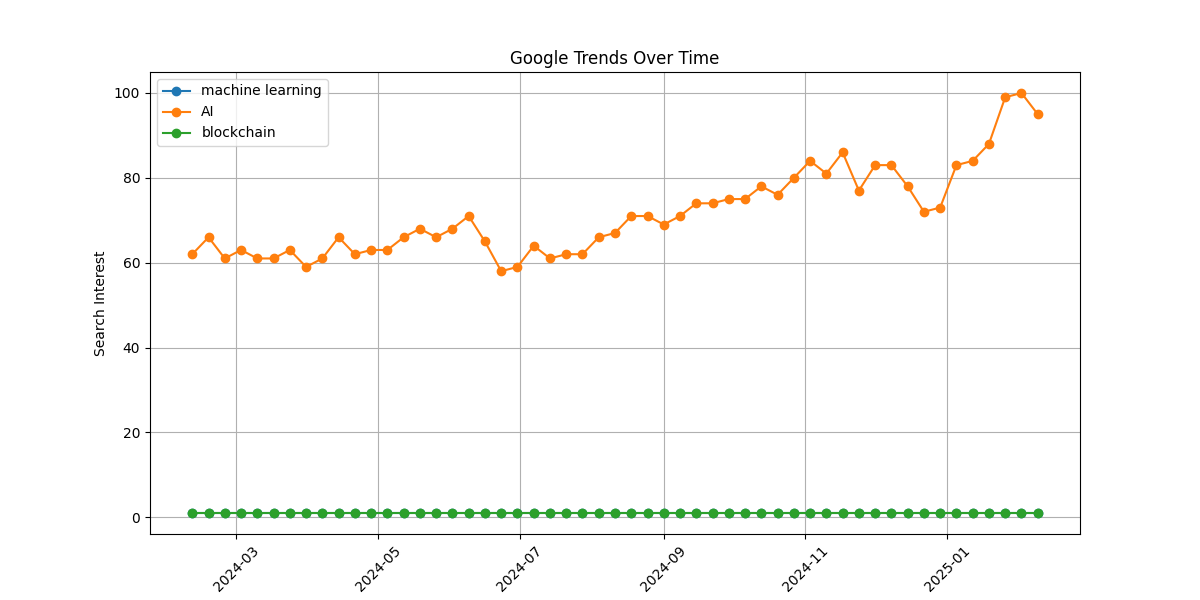 Google Trends Over Time
machine learning
AI
blockchain
100
80
60
40
20
0
Search Interest
2024-03
2024-05
2024-07
2024-09
2024-11
2025-01